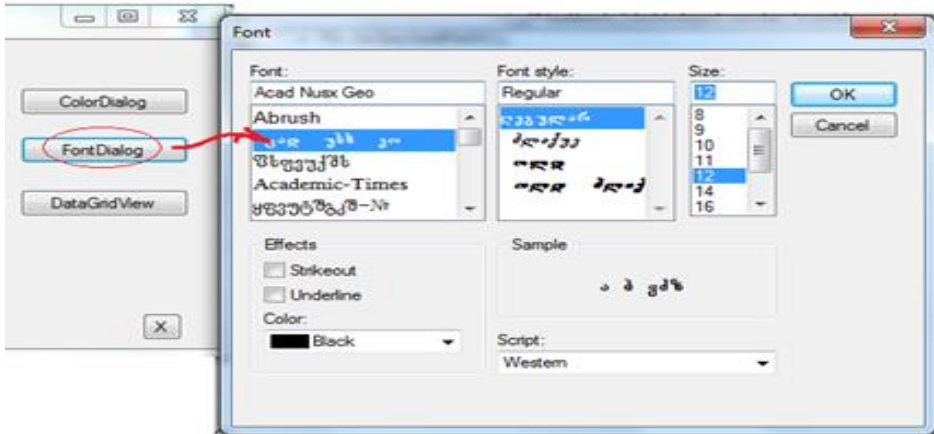 ColorDialog
FontDialog
DataGridView
X
Font
Font:
Acad Nusx Geo
Abrush
Academic-Times
Font style:
Regular
Size:
12
8
9
10
11
12
14
16
OK
Cancel
Effects
Strikeout
Underline
Color:
Black
Sample
Script:
Western